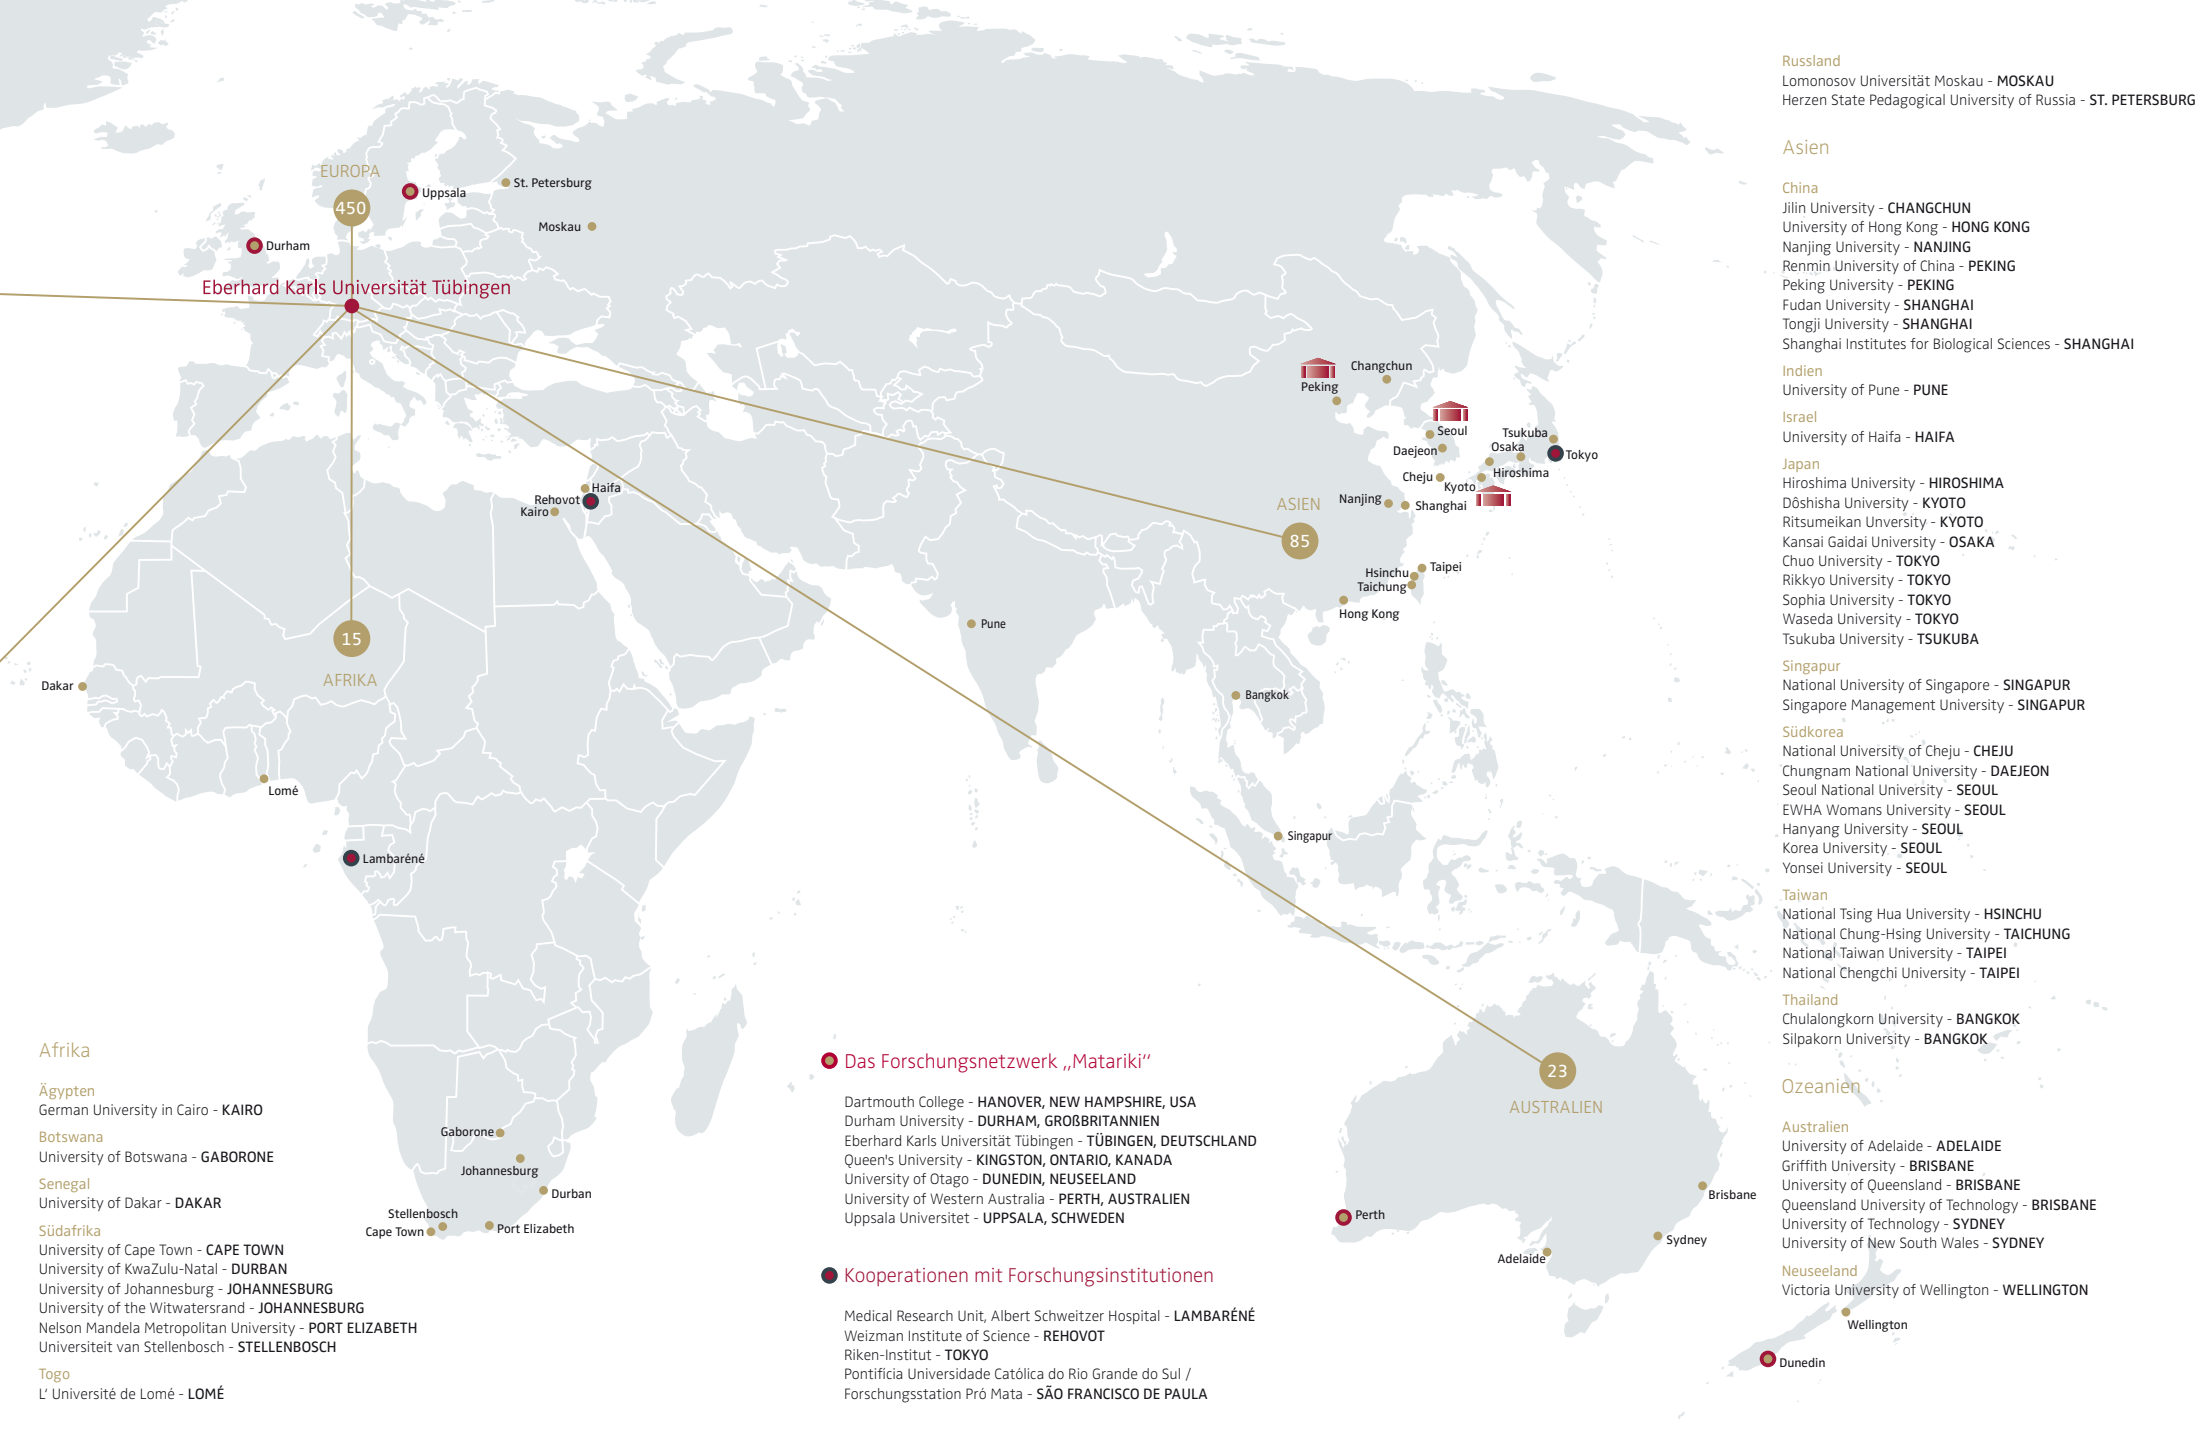 EUROPA
450
Uppsala
St. Petersburg
Moskau
Durham
Eberhard Karls Universität Tübingen
Changchun
Peking
Seoul
Daejeon
Tsukuba
Osaka
Tokyo
Cheju
Kyoto
Hiroshima
Nanjing
Shanghai
Haifa
Rehovot
Kairo
ASIEN
85
Taipei
Hsinchu
Taichung
Hong Kong
Pune
15
AFRIKA
Dakar
Bangkok
Lomé
Singapur
Lambaréné
23
AUSTRALIEN
Gaborone
Johannesburg
Durban
Stellenbosch
Cape Town
Port Elizabeth
Brisbane
Perth
Sydney
Adelaide
Wellington
Dunedin
Afrika
Ägypten
German University in Cairo - KAIRO
Botswana
University of Botswana - GABORONE
Senegal
University of Dakar - DAKAR
Südafrika
University of Cape Town - CAPE TOWN
University of KwaZulu-Natal - DURBAN
University of Johannesburg - JOHANNESBURG
University of the Witwatersrand - JOHANNESBURG
Nelson Mandela Metropolitan University - PORT ELIZABETH
Universiteit van Stellenbosch - STELLENBOSCH
Togo
L’ Université de Lomé - LOMÉ
Das Forschungsnetzwerk „Matariki“
Dartmouth College - HANOVER, NEW HAMPSHIRE, USA
Durham University - DURHAM, GROßBRITANNIEN
Eberhard Karls Universität Tübingen - TÜBINGEN, DEUTSCHLAND
Queen's University - KINGSTON, ONTARIO, KANADA
University of Otago - DUNEDIN, NEUSEELAND
University of Western Australia - PERTH, AUSTRALIEN
Uppsala Universitet - UPPSALA, SCHWEDEN
Kooperationen mit Forschungsinstitutionen
Medical Research Unit, Albert Schweitzer Hospital - LAMBARÉNÉ
Weizman Institute of Science - REHOVOT
Riken-Institut - TOKYO
Pontifícia Universidade Católica do Rio Grande do Sul /
Forschungsstation Pró Mata - SÃO FRANCISCO DE PAULA
Russland
Lomonosov Universität Moskau - MOSKAU
Herzen State Pedagogical University of Russia - ST. PETERSBURG
Asien
China
Jilin University - CHANGCHUN
University of Hong Kong - HONG KONG
Nanjing University - NANJING
Renmin University of China - PEKING
Peking University - PEKING
Fudan University - SHANGHAI
Tongji University - SHANGHAI
Shanghai Institutes for Biological Sciences - SHANGHAI
Indien
University of Pune - PUNE
Israel
University of Haifa - HAIFA
Japan
Hiroshima University - HIROSHIMA
Dôshisha University - KYOTO
Ritsumeikan Unversity - KYOTO
Kansai Gaidai University - OSAKA
Chuo University - TOKYO
Rikkyo University - TOKYO
Sophia University - TOKYO
Waseda University - TOKYO
Tsukuba University - TSUKUBA
Singapur
National University of Singapore - SINGAPUR
Singapore Management University - SINGAPUR
Südkorea
National University of Cheju - CHEJU
Chungnam National University - DAEJEON
Seoul National University - SEOUL
EWHA Womans University - SEOUL
Hanyang University - SEOUL
Korea University - SEOUL
Yonsei University - SEOUL
Taiwan
National Tsing Hua University - HSINCHU
National Chung-Hsing University - TAICHUNG
National Taiwan University - TAIPEI
National Chengchi University - TAIPEI
Thailand
Chulalongkorn University - BANGKOK
Silpakorn University - BANGKOK
Ozeanien
Australien
University of Adelaide - ADELAIDE
Griffith University - BRISBANE
University of Queensland - BRISBANE
Queensland University of Technology - BRISBANE
University of Technology - SYDNEY
University of New South Wales - SYDNEY
Neuseeland
Victoria University of Wellington - WELLINGTON